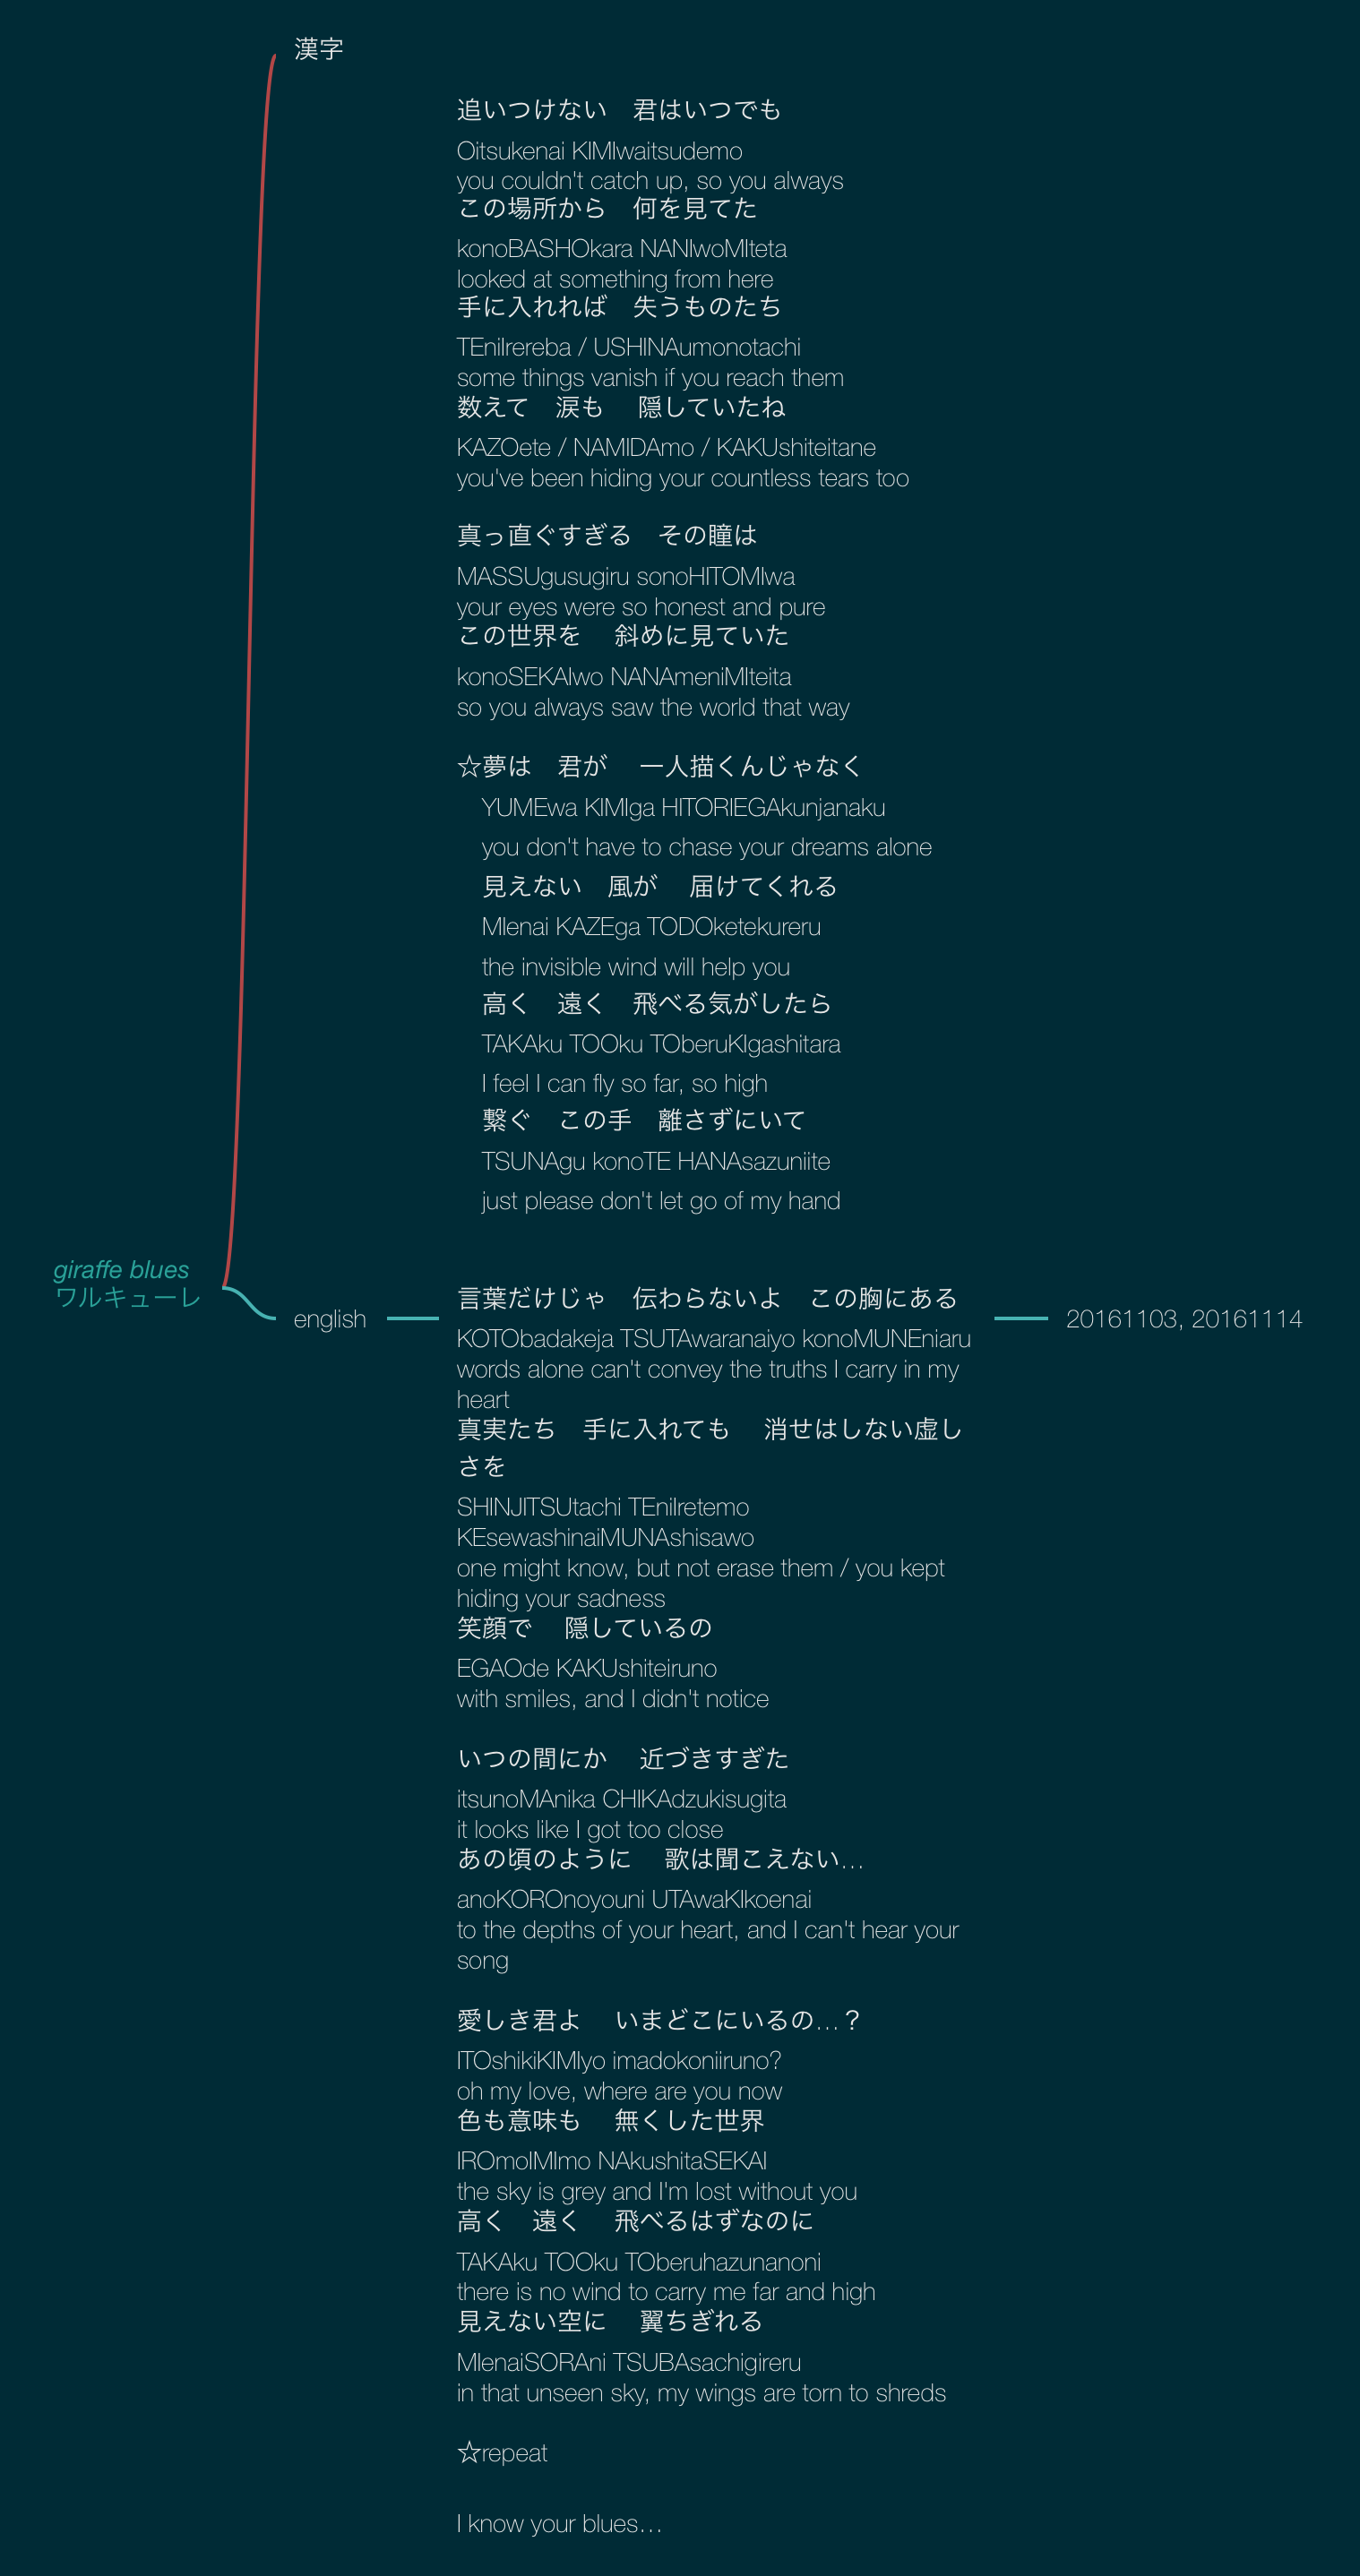 漢字
追いつけない　君はいつでも
Oitsukenai KIMIwaitsudemo
you couldn't catch up, so you always
この場所から　何を見てた
konoBASHOkara NANIwoMIteta
looked at something from here
手に入れれば　失うものたち
TEniIrereba / USHINAumonotachi
some things vanish if you reach them
数えて　涙も　隠していたね
KAZOete / NAMIDAmo / KAKUshiteitane
you've been hiding your countless tears too
真っ直ぐすぎる　その瞳は
MASSUgusugiru sonoHITOMIwa
your eyes were so honest and pure
この世界を　斜めに見ていた
konoSEKAIwo NANAmeniMIteita
so you always saw the world that way
☆夢は　君が　一人描くんじゃなく
YUMEwa KIMIga HITORIEGAkunjanaku
you don't have to chase your dreams alone
見えない　風が　届けてくれる
MIenai KAZEga TODOketekureru
the invisible wind will help you
高く　遠く　飛べる気がしたら
TAKAku TOOku TOberuKIgashitara
I feel I can fly so far, so high
繋ぐ　この手　離さずにいて
TSUNAgu konoTE HANAsazuniite
just please don't let go of my hand
giraffe blues
ワルキューレ
english
言葉だけじゃ　伝わらないよ　この胸にある
KOTObadakeja TSUTAwaranaiyo konoMUNEniaru
words alone can't convey the truths I carry in my
heart
真実たち　手に入れても　消せはしない虚し
さを
SHINJITSUtachi TEniIretemo
KEsewashinaiMUNAshisawo
one might know, but not erase them / you kept
hiding your sadness
笑顔で　隠しているの
EGAOde KAKUshiteiruno
with smiles, and I didn't notice
いつの間にか　近づきすぎた
itsunoMAnika CHIKAdzukisugita
it looks like I got too close
あの頃のように　歌は聞こえない…
anoKOROnoyouni UTAwaKIkoenai
to the depths of your heart, and I can't hear your
song
愛しき君よ　いまどこにいるの…？
ITOshikiKIMIyo imadokoniiruno?
oh my love, where are you now
色も意味も　無くした世界
IROmoIMImo NAkushitaSEKAI
the sky is grey and I'm lost without you
高く　遠く　飛べるはずなのに
TAKAku TOOku TOberuhazunanoni
there is no wind to carry me far and high
見えない空に　翼ちぎれる
MIenaiSORAni TSUBAsachigireru
in that unseen sky, my wings are torn to shreds
☆repeat
I know your blues…
20161103, 20161114